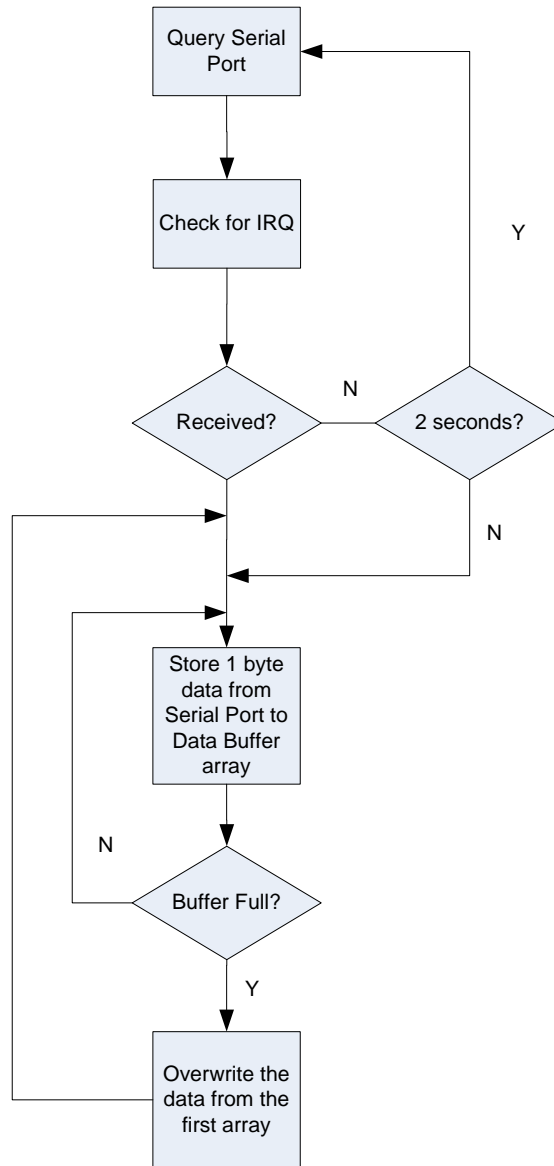 Query Serial
Port
Y
Check for IRQ
N
Received?
2 seconds?
N
Store 1 byte
data from
Serial Port to
Data Buffer
array
N
Buffer Full?
Y
Overwrite the
data from the
first array